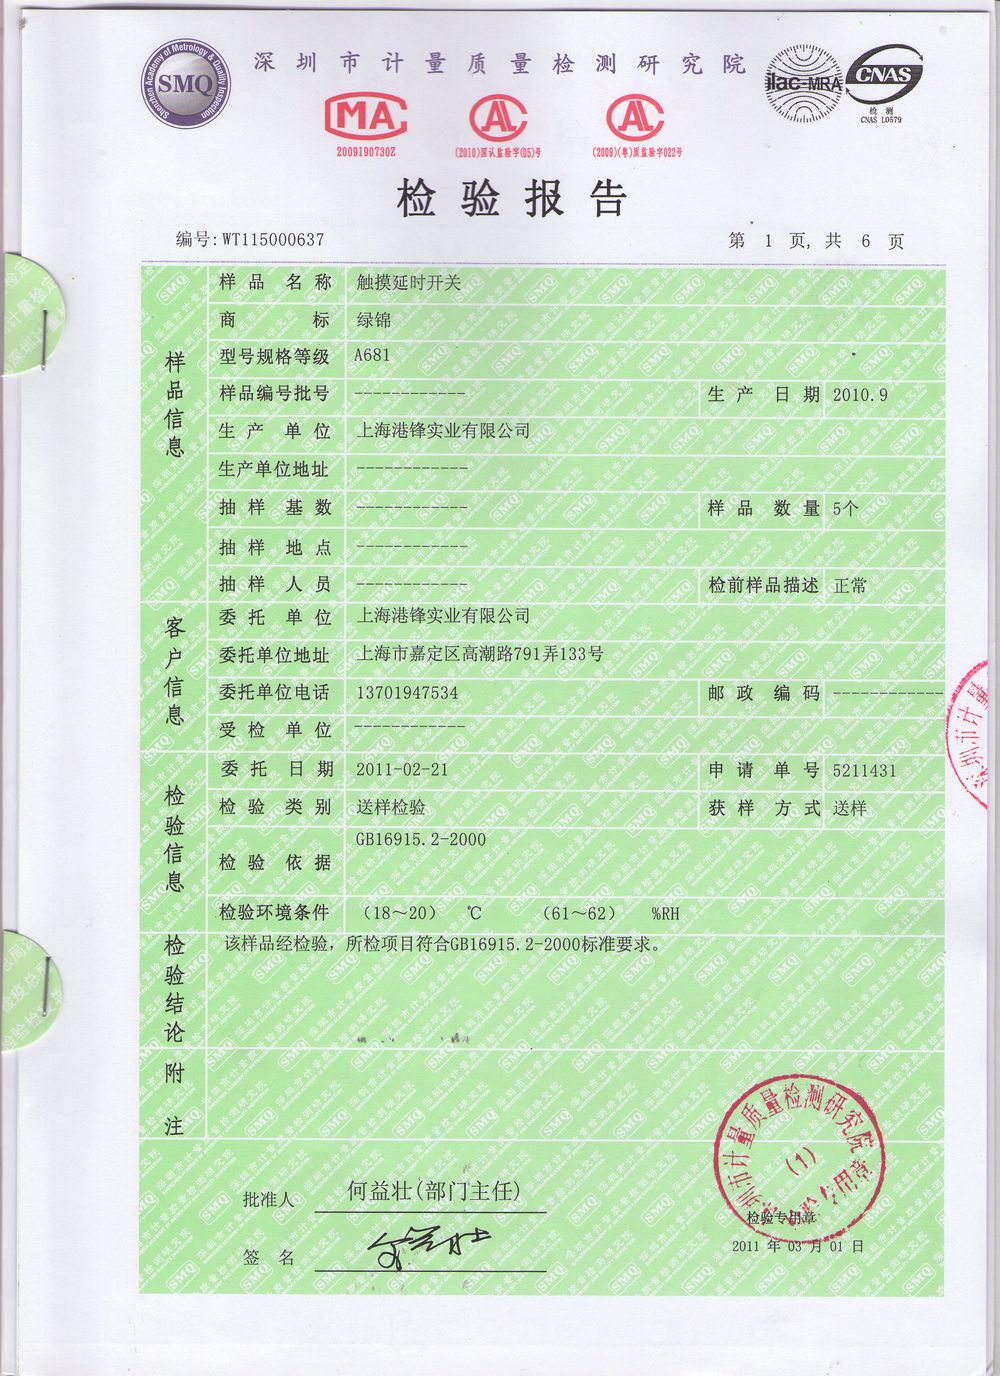 深圳市计量质量检测研究院
Shenzhen Academy of Metrology & Quality Inspection
SMQ
ilac-MRA
CNAS
检 测
CNAS L0579
MA
2009190730Z
AL
(2010)国认监验字(05)号
AL
(2009)(粤)质监验字022号
检验报告
编号:WT115000637
第 1 页,共 6 页
样品信息
样品名称 触摸延时开关
商标 绿锦
型号规格等级 A681
样品编号批号 ------------ 生产日期 2010.9
生产单位 上海港锋实业有限公司
生产单位地址 ------------
抽样基数 ------------ 样品数量 5个
抽样地点 ------------
抽样人员 ------------ 检前样品描述 正常
客户信息
委托单位 上海港锋实业有限公司
委托单位地址 上海市嘉定区高潮路791弄133号
委托单位电话 13701947534 邮政编码 ------------
受检单位 ------------
检验信息
委托日期 2011-02-21 申请单号 5211431
检验类别 送样检验 获样方式 送样
检验依据 GB16915.2-2000
检验环境条件 (18～20) ℃ (61～62) %RH
检验结论
该样品经检验,所检项目符合GB16915.2-2000标准要求。
附注
批准人 何益壮(部门主任)
签名
圳市计量质量检测研究院
(1)
检验专用章
2011 年 03 月 01 日